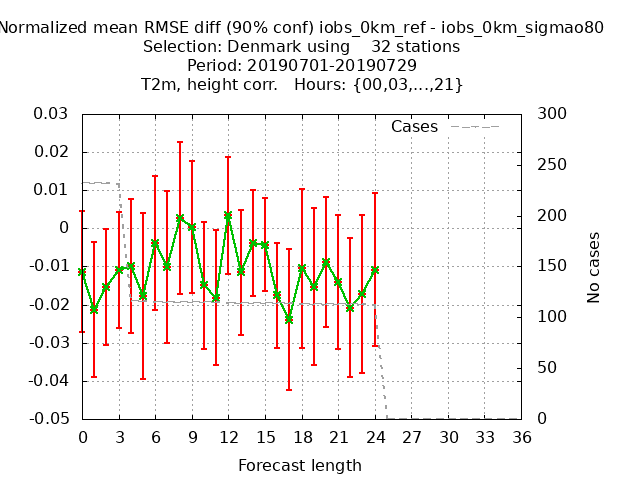 Normalized mean RMSE diff (90% conf) iobs_0km_ref - iobs_0km_sigmao80
Selection: Denmark using    32 stations
Period: 20190701-20190729
T2m, height corr.   Hours: {00,03,...,21}
0.03
0.02
0.01
0
-0.01
-0.02
-0.03
-0.04
-0.05
Cases
300
250
200
150
100
50
0
No cases
0 3 6 9 12 15 18 21 24 27 30 33 36
Forecast length